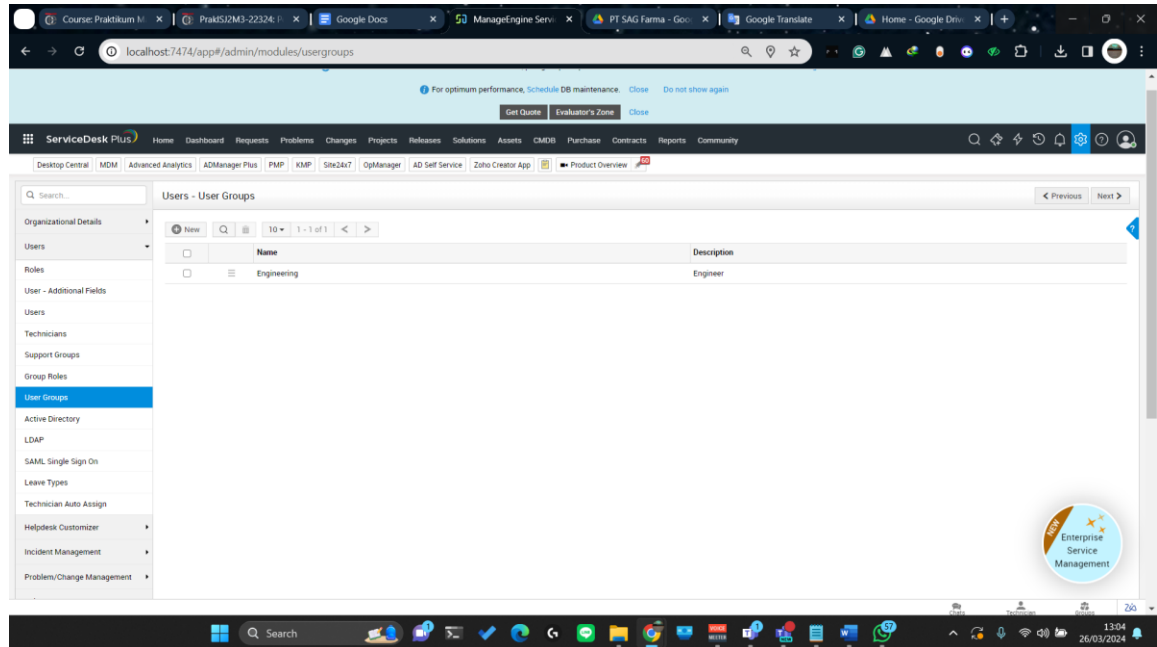 Course: Praktikum M
PrakISJ2M3-22324: P
Google Docs
ManageEngine Servi
PT SAG Farma - Goo
Google Translate
Home - Google Driv
localhost:7474/app#/admin/modules/usergroups
For optimum performance, Schedule DB maintenance. Close Do not show again
Get Quote Evaluator's Zone Close
ServiceDesk Plus Home Dashboard Requests Problems Changes Projects Releases Solutions Assets CMDB Purchase Contracts Reports Community
Desktop Central MDM Advanced Analytics ADManager Plus PMP KMP Site24x7 OpManager AD Self Service Zoho Creator App Product Overview 60
Search...
Users - User Groups
Previous Next
Organizational Details
New 10 1 - 1 of 1
Users
Name Description
Roles
Engineering Engineer
User - Additional Fields
Users
Technicians
Support Groups
Group Roles
User Groups
Active Directory
LDAP
SAML Single Sign On
Leave Types
Technician Auto Assign
Helpdesk Customizer
Incident Management
Problem/Change Management
NEW
Enterprise
Service
Management
Chats Technician Groups
Search
57
13:04
26/03/2024